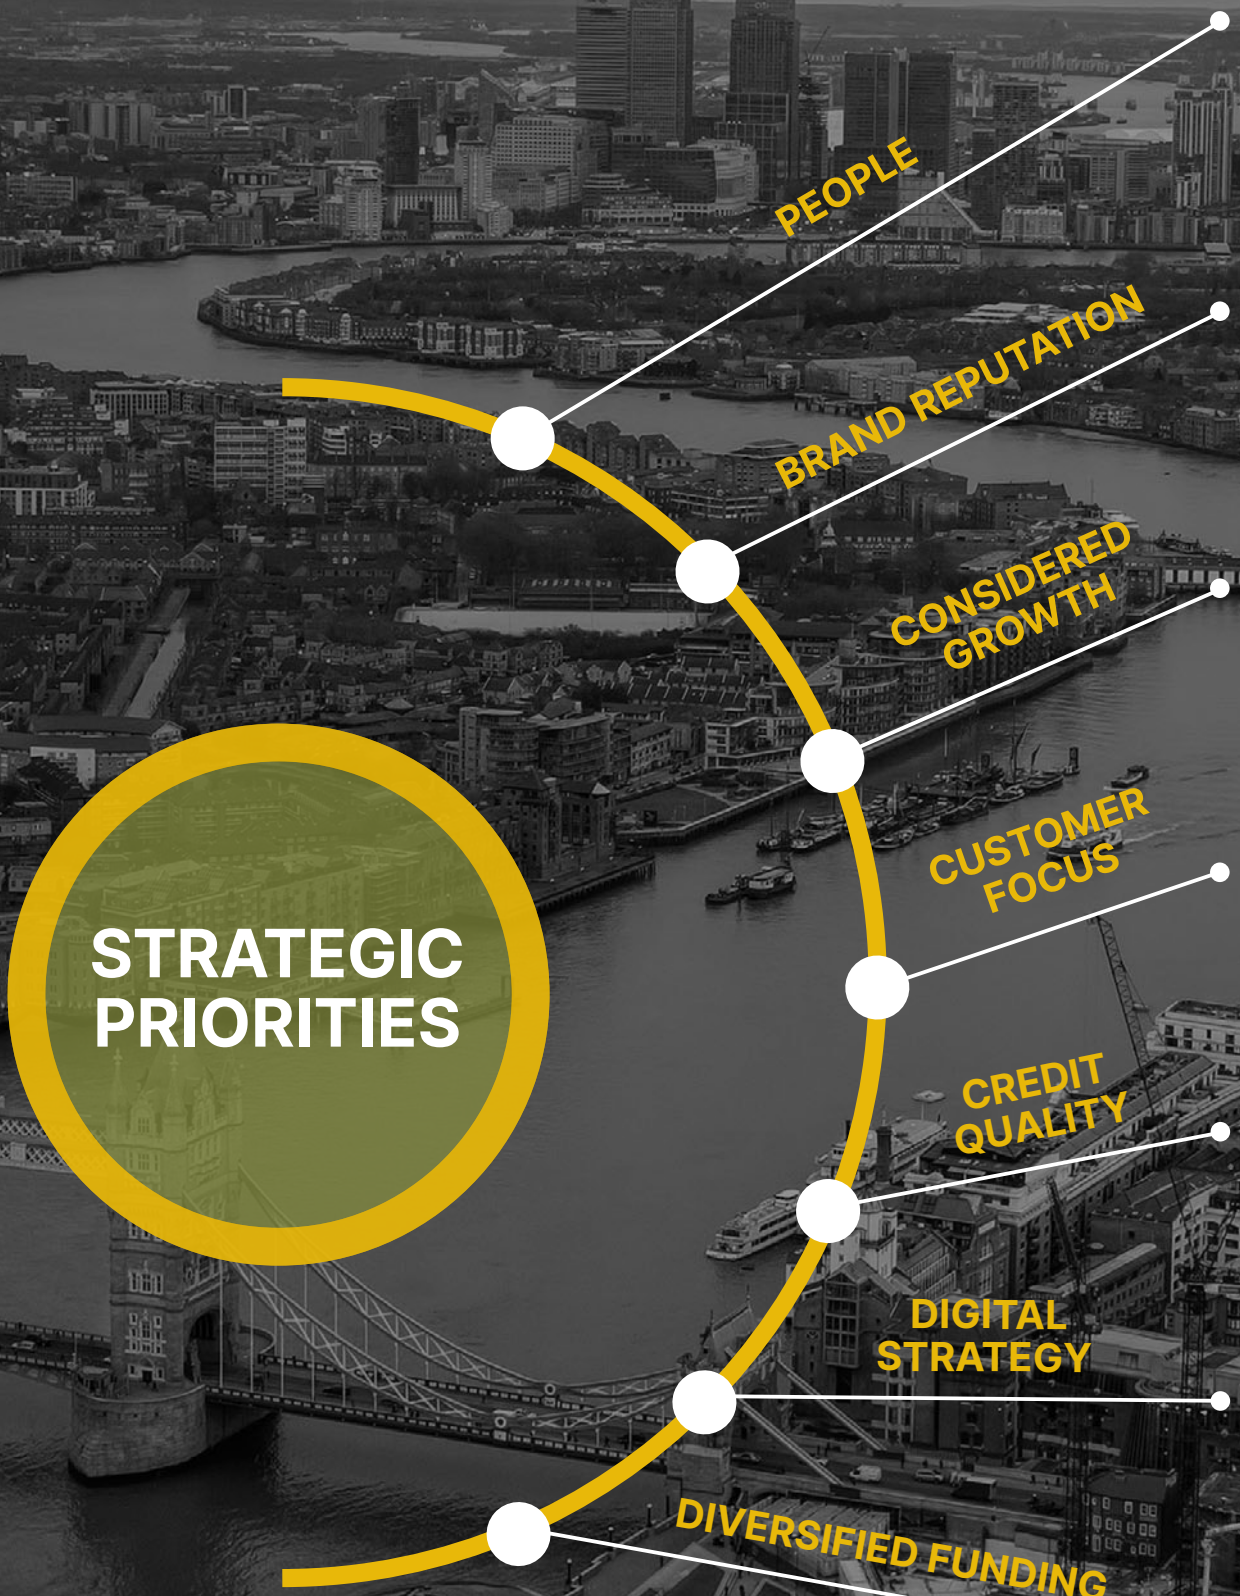 PEOPLE
BRAND REPUTATION
CONSIDERED
GROWTH
CUSTOMER
FOCUS
STRATEGIC
PRIORITIES
CREDIT
QUALITY
DIGITAL
STRATEGY
DIVERSIFIED FUNDING